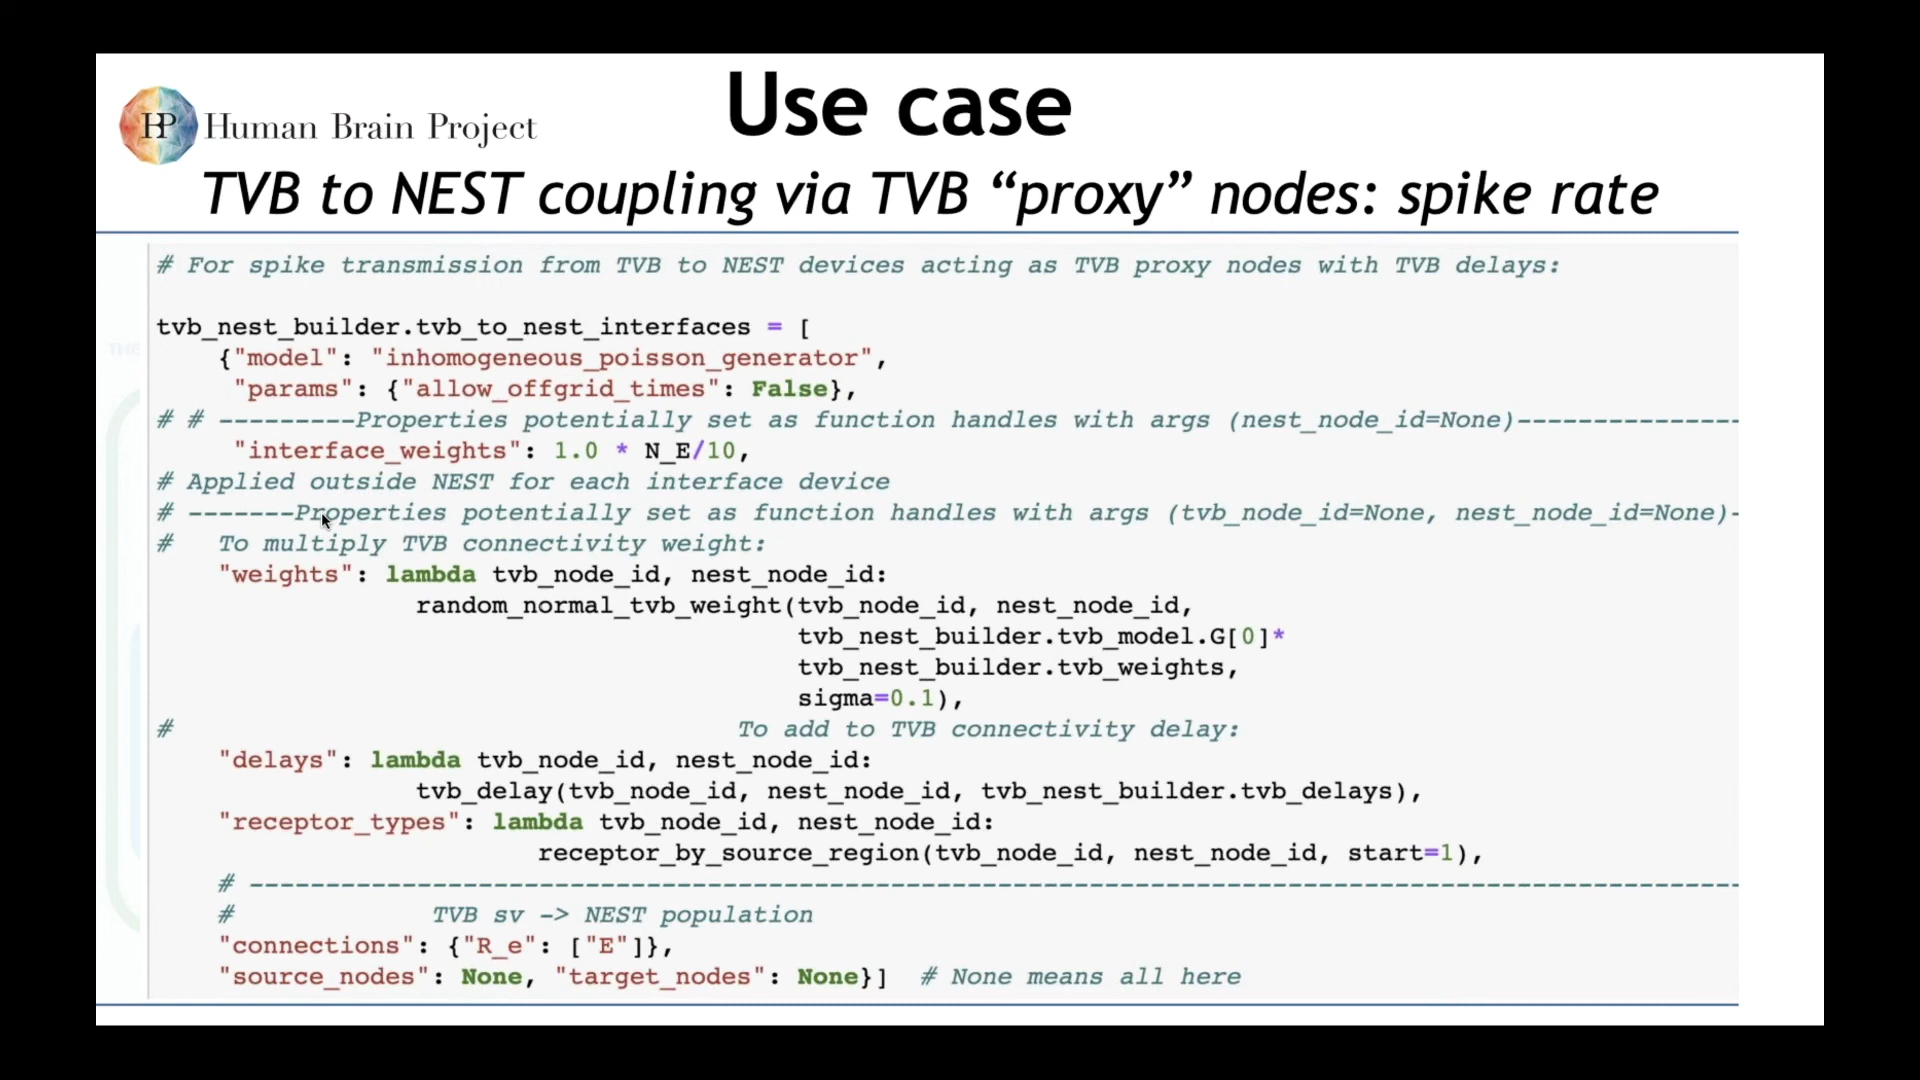 Use case
HP Human Brain Project
TVB to NEST coupling via TVB “proxy” nodes: spike rate
# For spike transmission from TVB to NEST devices acting as TVB proxy nodes with TVB delays:
tvb_nest_builder.tvb_to_nest_interfaces = [
{"model": "inhomogeneous_poisson_generator",
"params": {"allow_offgrid_times": False},
# # ---------Properties potentially set as function handles with args (nest_node_id=None)---------------
"interface_weights": 1.0 * N_E/10,
# Applied outside NEST for each interface device
# -------Properties potentially set as function handles with args (tvb_node_id=None, nest_node_id=None)-
# To multiply TVB connectivity weight:
"weights": lambda tvb_node_id, nest_node_id:
random_normal_tvb_weight(tvb_node_id, nest_node_id,
tvb_nest_builder.tvb_model.G[0]*
tvb_nest_builder.tvb_weights,
sigma=0.1),
# To add to TVB connectivity delay:
"delays": lambda tvb_node_id, nest_node_id:
tvb_delay(tvb_node_id, nest_node_id, tvb_nest_builder.tvb_delays),
"receptor_types": lambda tvb_node_id, nest_node_id:
receptor_by_source_region(tvb_node_id, nest_node_id, start=1),
# --------------------------------------------------------------------------------------------------
# TVB sv -> NEST population
"connections": {"R_e": ["E"]},
"source_nodes": None, "target_nodes": None}] # None means all here
THE